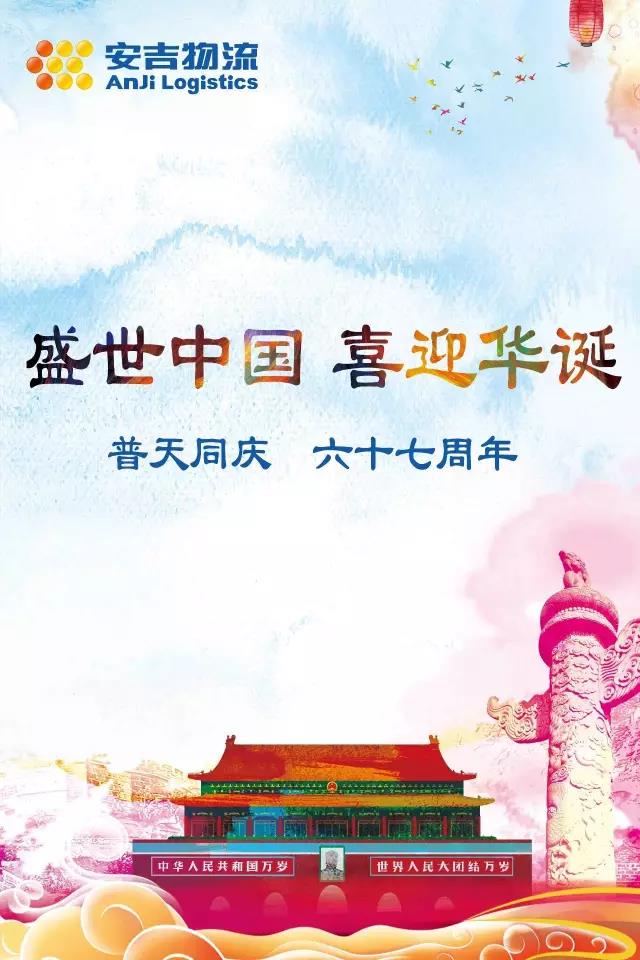 安吉物流
AnJi Logistics
盛世中国 喜迎华诞
普天同庆 六十七周年
中华人民共和国万岁 世界人民大团结万岁